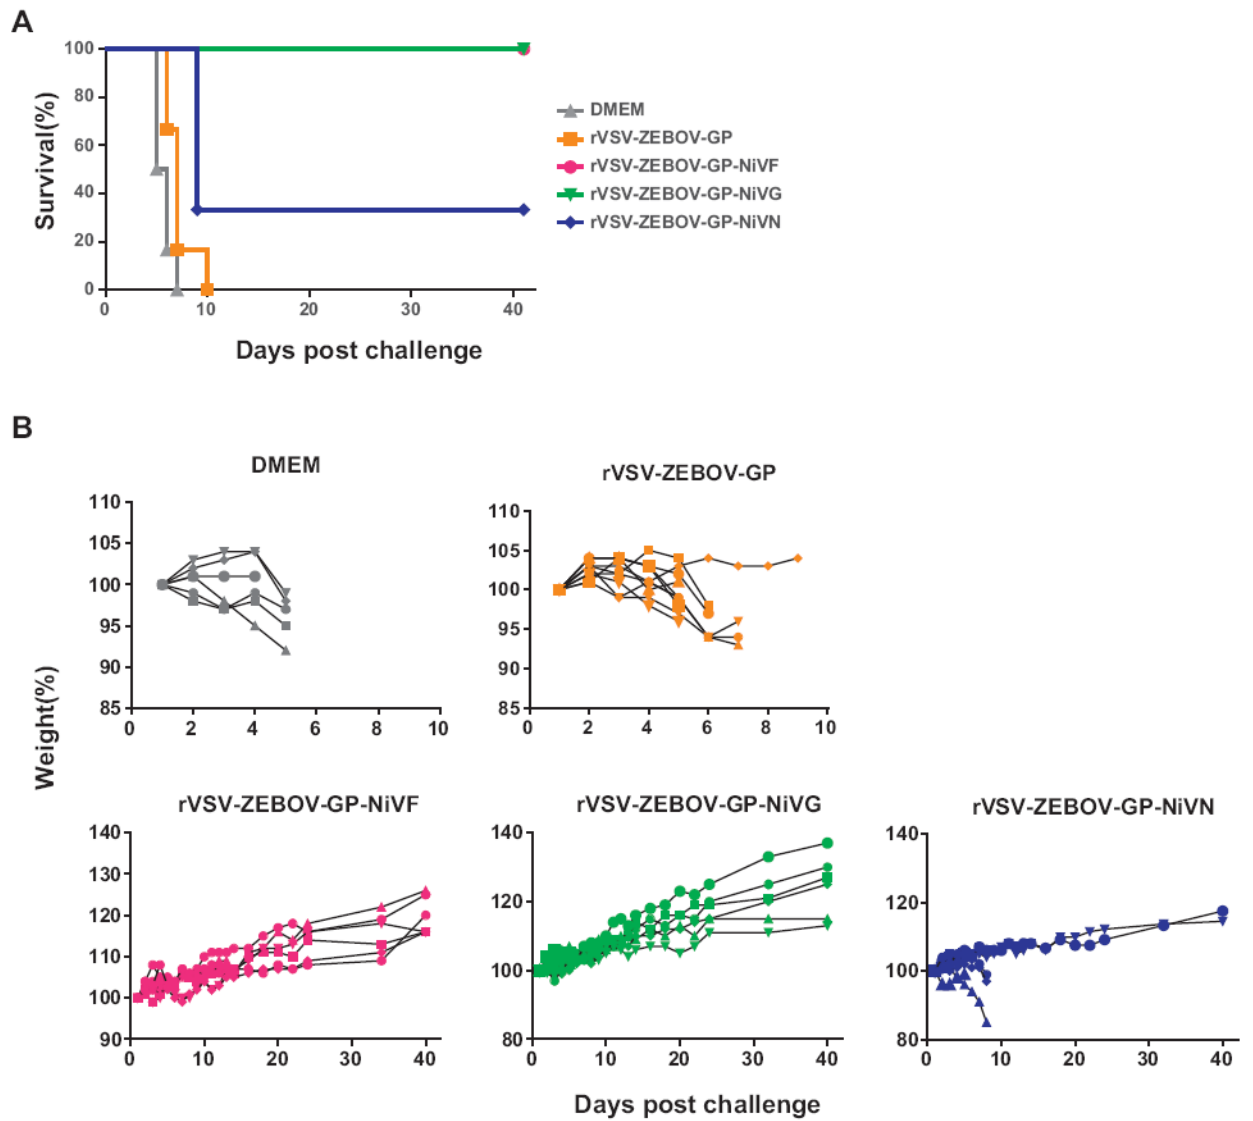 A
Survival(%)
100
80
60
40
20
0
0 10 20 30 40
Days post challenge
DMEM
rVSV-ZEBOV-GP
rVSV-ZEBOV-GP-NiVF
rVSV-ZEBOV-GP-NiVG
rVSV-ZEBOV-GP-NiVN
B
Weight(%)
DMEM
110
105
100
95
90
85
0 2 4 6 8 10
rVSV-ZEBOV-GP
110
105
100
95
90
85
0 2 4 6 8 10
rVSV-ZEBOV-GP-NiVF
140
130
120
110
100
90
0 10 20 30 40
rVSV-ZEBOV-GP-NiVG
140
120
100
80
0 10 20 30 40
rVSV-ZEBOV-GP-NiVN
140
120
100
80
0 10 20 30 40
Days post challenge